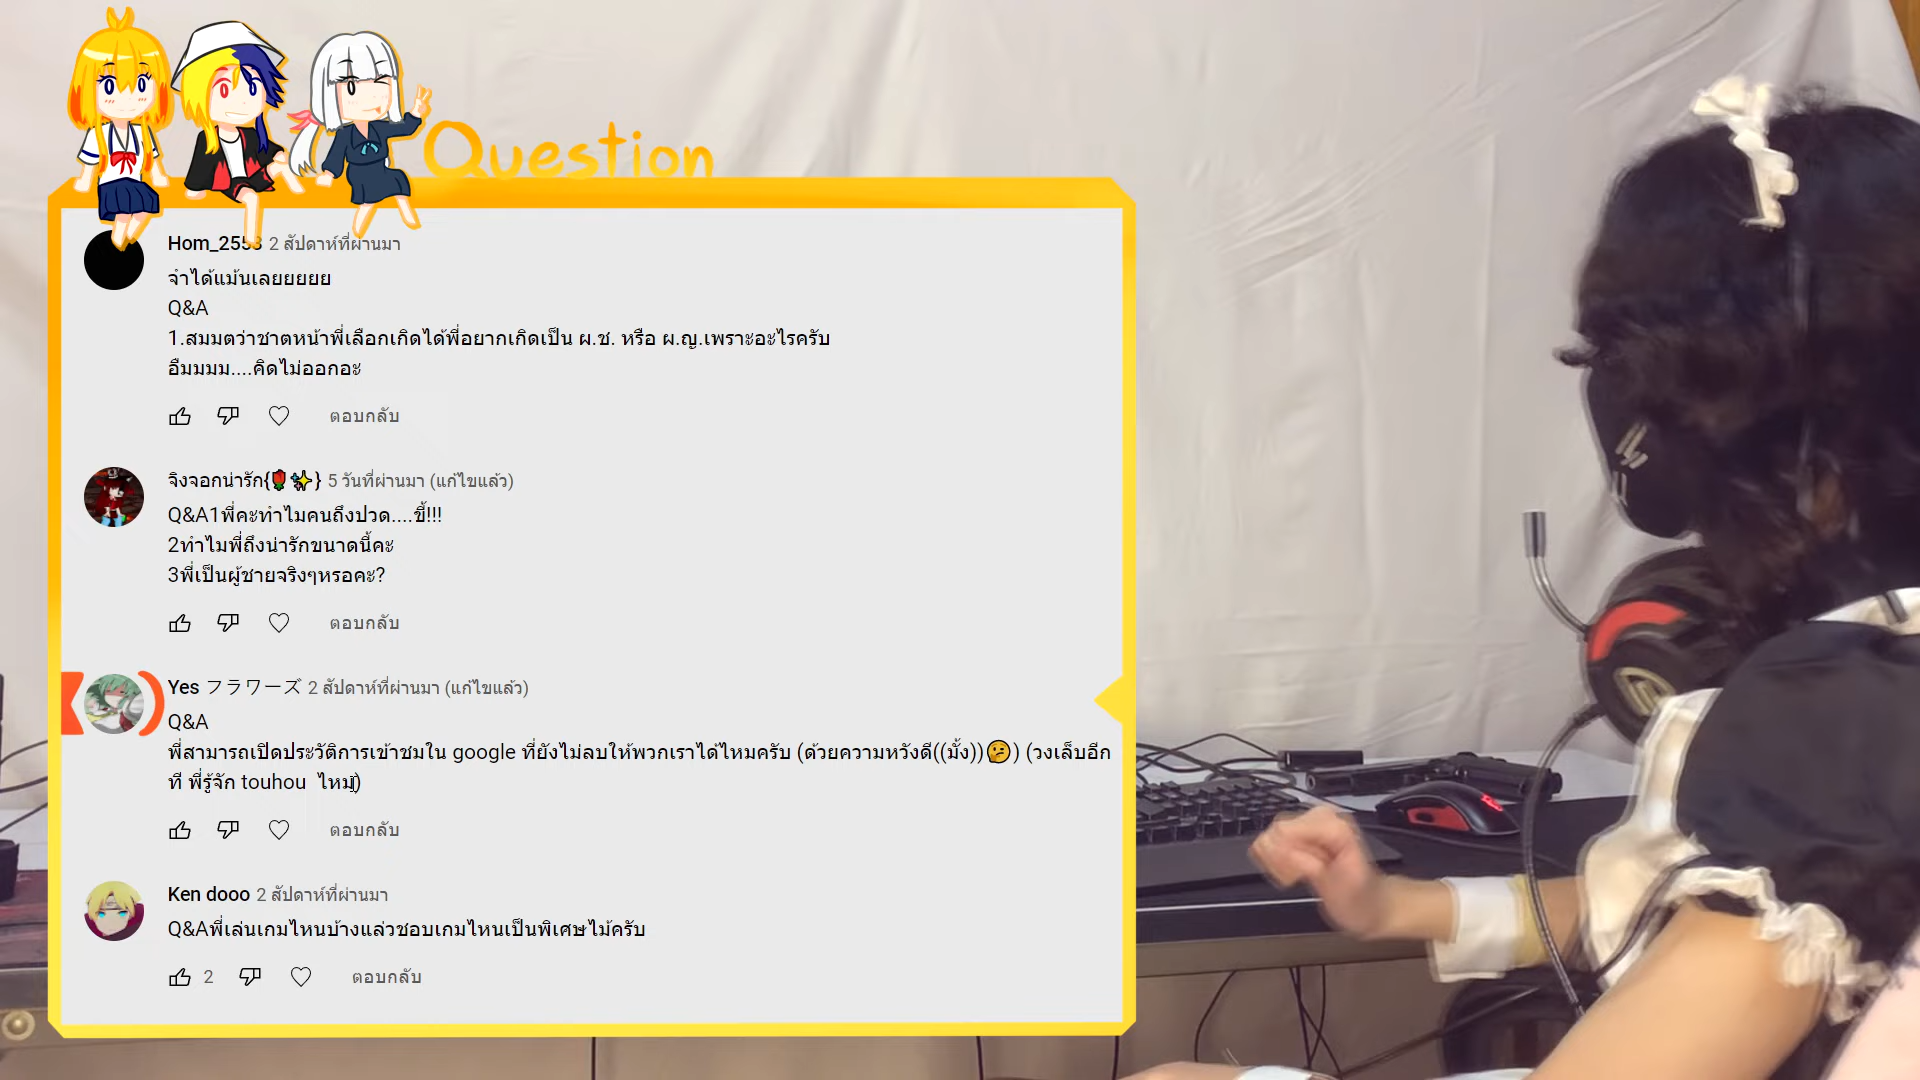 Question
Hom_2553 2 สัปดาห์ที่ผ่านมา
จำได้แม้นเลยยยยย
Q&A
1.สมมตว่าชาตหน้าพี่เลือกเกิดได้พี่อยากเกิดเป็น ผ.ช. หรือ ผ.ญ.เพราะอะไรครับ
อืมมมม....คิดไม่ออกอะ
ตอบกลับ
จิงจอกน่ารัก{🌹✨} 5 วันที่ผ่านมา (แก้ไขแล้ว)
Q&A1พี่คะทำไมคนถึงปวด....ขี้!!!
2ทำไมพี่ถึงน่ารักขนาดนี้คะ
3พี่เป็นผู้ชายจริงๆหรอคะ?
ตอบกลับ
Yes フラワーズ 2 สัปดาห์ที่ผ่านมา (แก้ไขแล้ว)
Q&A
พี่สามารถเปิดประวัติการเข้าชมใน google ที่ยังไม่ลบให้พวกเราได้ไหมครับ (ด้วยความหวังดี((มั้ง))🤔) (วงเล็บอีก
ที พี่รู้จัก touhou ไหม)
ตอบกลับ
Ken dooo 2 สัปดาห์ที่ผ่านมา
Q&Aพี่เล่นเกมไหนบ้างแล่วชอบเกมไหนเป็นพิเศษไม้ครับ
2 ตอบกลับ